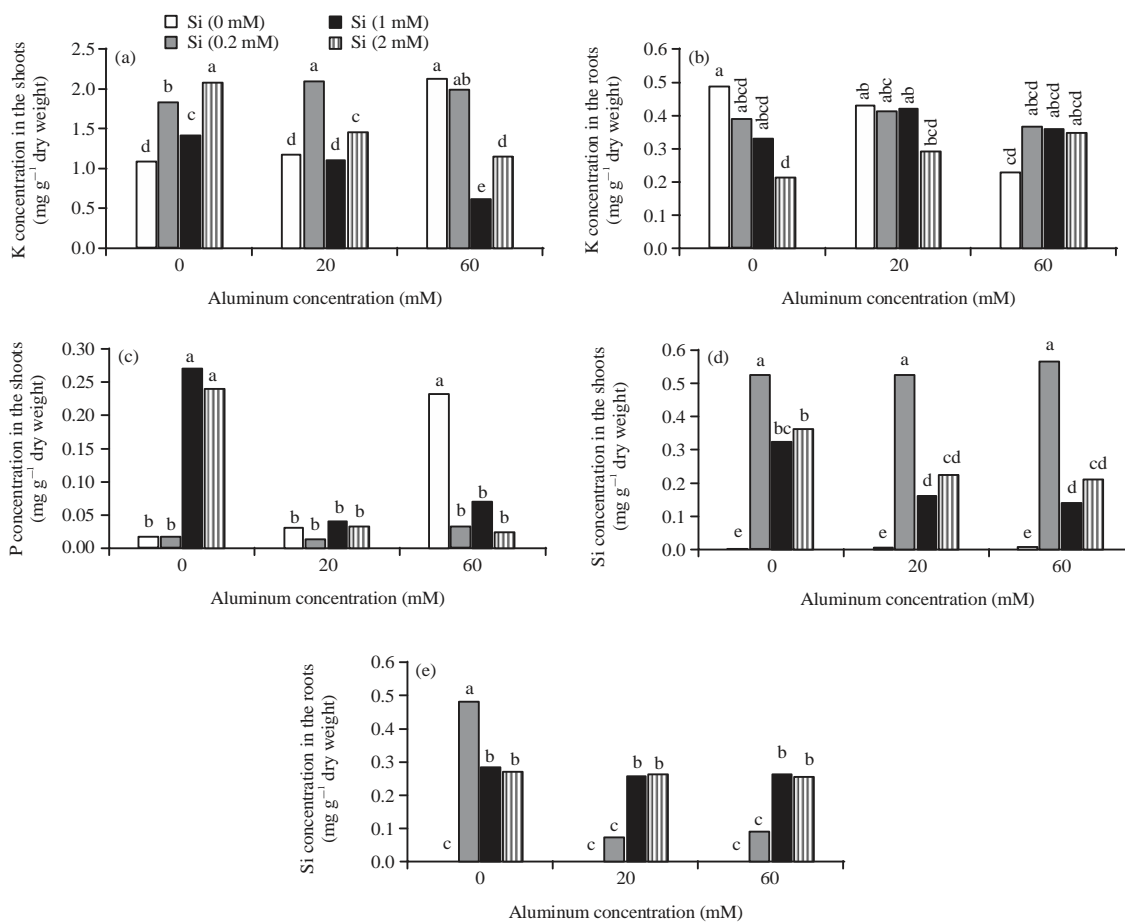 Si (0 mM) Si (1 mM)
Si (0.2 mM) Si (2 mM)
(a)
K concentration in the shoots
(mg g⁻¹ dry weight)
2.5
2.0
1.5
1.0
0.5
0.0
d b c a
d a d c
a ab e d
0 20 60
Aluminum concentration (mM)
(b)
K concentration in the roots
(mg g⁻¹ dry weight)
0.6
0.5
0.4
0.3
0.2
0.1
0.0
a abcd abcd d
ab abc ab bcd
cd abcd abcd abcd
0 20 60
Aluminum concentration (mM)
(c)
P concentration in the shoots
(mg g⁻¹ dry weight)
0.30
0.25
0.20
0.15
0.10
0.05
0.00
b b a a
b b b b
a b b b
0 20 60
Aluminum concentration (mM)
(d)
Si concentration in the shoots
(mg g⁻¹ dry weight)
0.6
0.5
0.4
0.3
0.2
0.1
0.0
e a bc b
e a d cd
e a d cd
0 20 60
Aluminum concentration (mM)
(e)
Si concentration in the roots
(mg g⁻¹ dry weight)
0.6
0.5
0.4
0.3
0.2
0.1
0.0
c a b b
c c b b
c c b b
0 20 60
Aluminum concentration (mM)